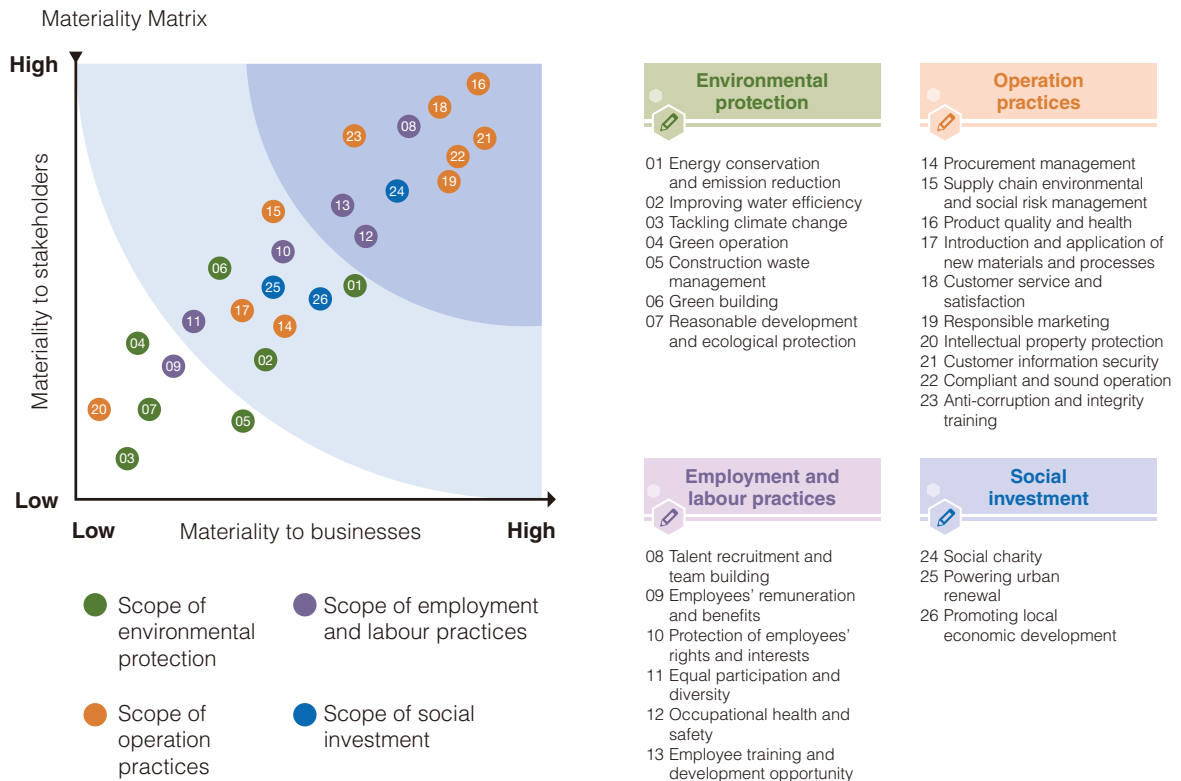 Materiality Matrix
High
Materiality to stakeholders
16
18
08
23
21
22
19
24
13
15
12
10
06
01
25
26
17
11
14
04
02
09
20
07
05
03
Low
Low
Materiality to businesses
High
Scope of
environmental
protection
Scope of employment
and labour practices
Scope of
operation
practices
Scope of social
investment
Environmental
protection
01 Energy conservation
and emission reduction
02 Improving water efficiency
03 Tackling climate change
04 Green operation
05 Construction waste
management
06 Green building
07 Reasonable development
and ecological protection
Operation
practices
14 Procurement management
15 Supply chain environmental
and social risk management
16 Product quality and health
17 Introduction and application of
new materials and processes
18 Customer service and
satisfaction
19 Responsible marketing
20 Intellectual property protection
21 Customer information security
22 Compliant and sound operation
23 Anti-corruption and integrity
training
Employment and
labour practices
08 Talent recruitment and
team building
09 Employees' remuneration
and benefits
10 Protection of employees'
rights and interests
11 Equal participation and
diversity
12 Occupational health and
safety
13 Employee training and
development opportunity
Social
investment
24 Social charity
25 Powering urban
renewal
26 Promoting local
economic development